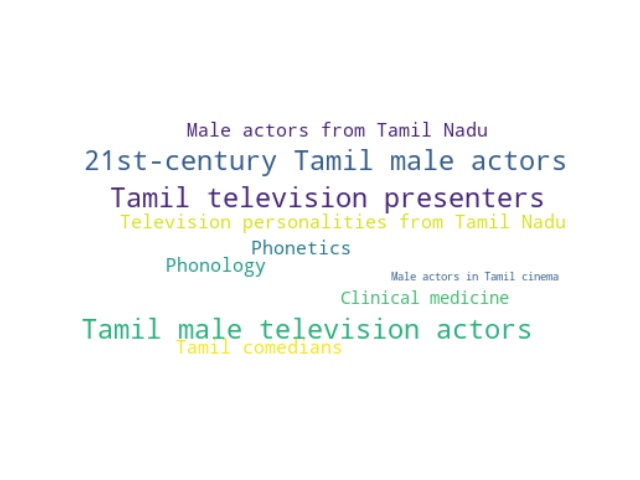 Male actors from Tamil Nadu
21st-century Tamil male actors
Tamil television presenters
Television personalities from Tamil Nadu
Phonetics
Phonology
Male actors in Tamil cinema
Clinical medicine
Tamil male television actors
Tamil comedians